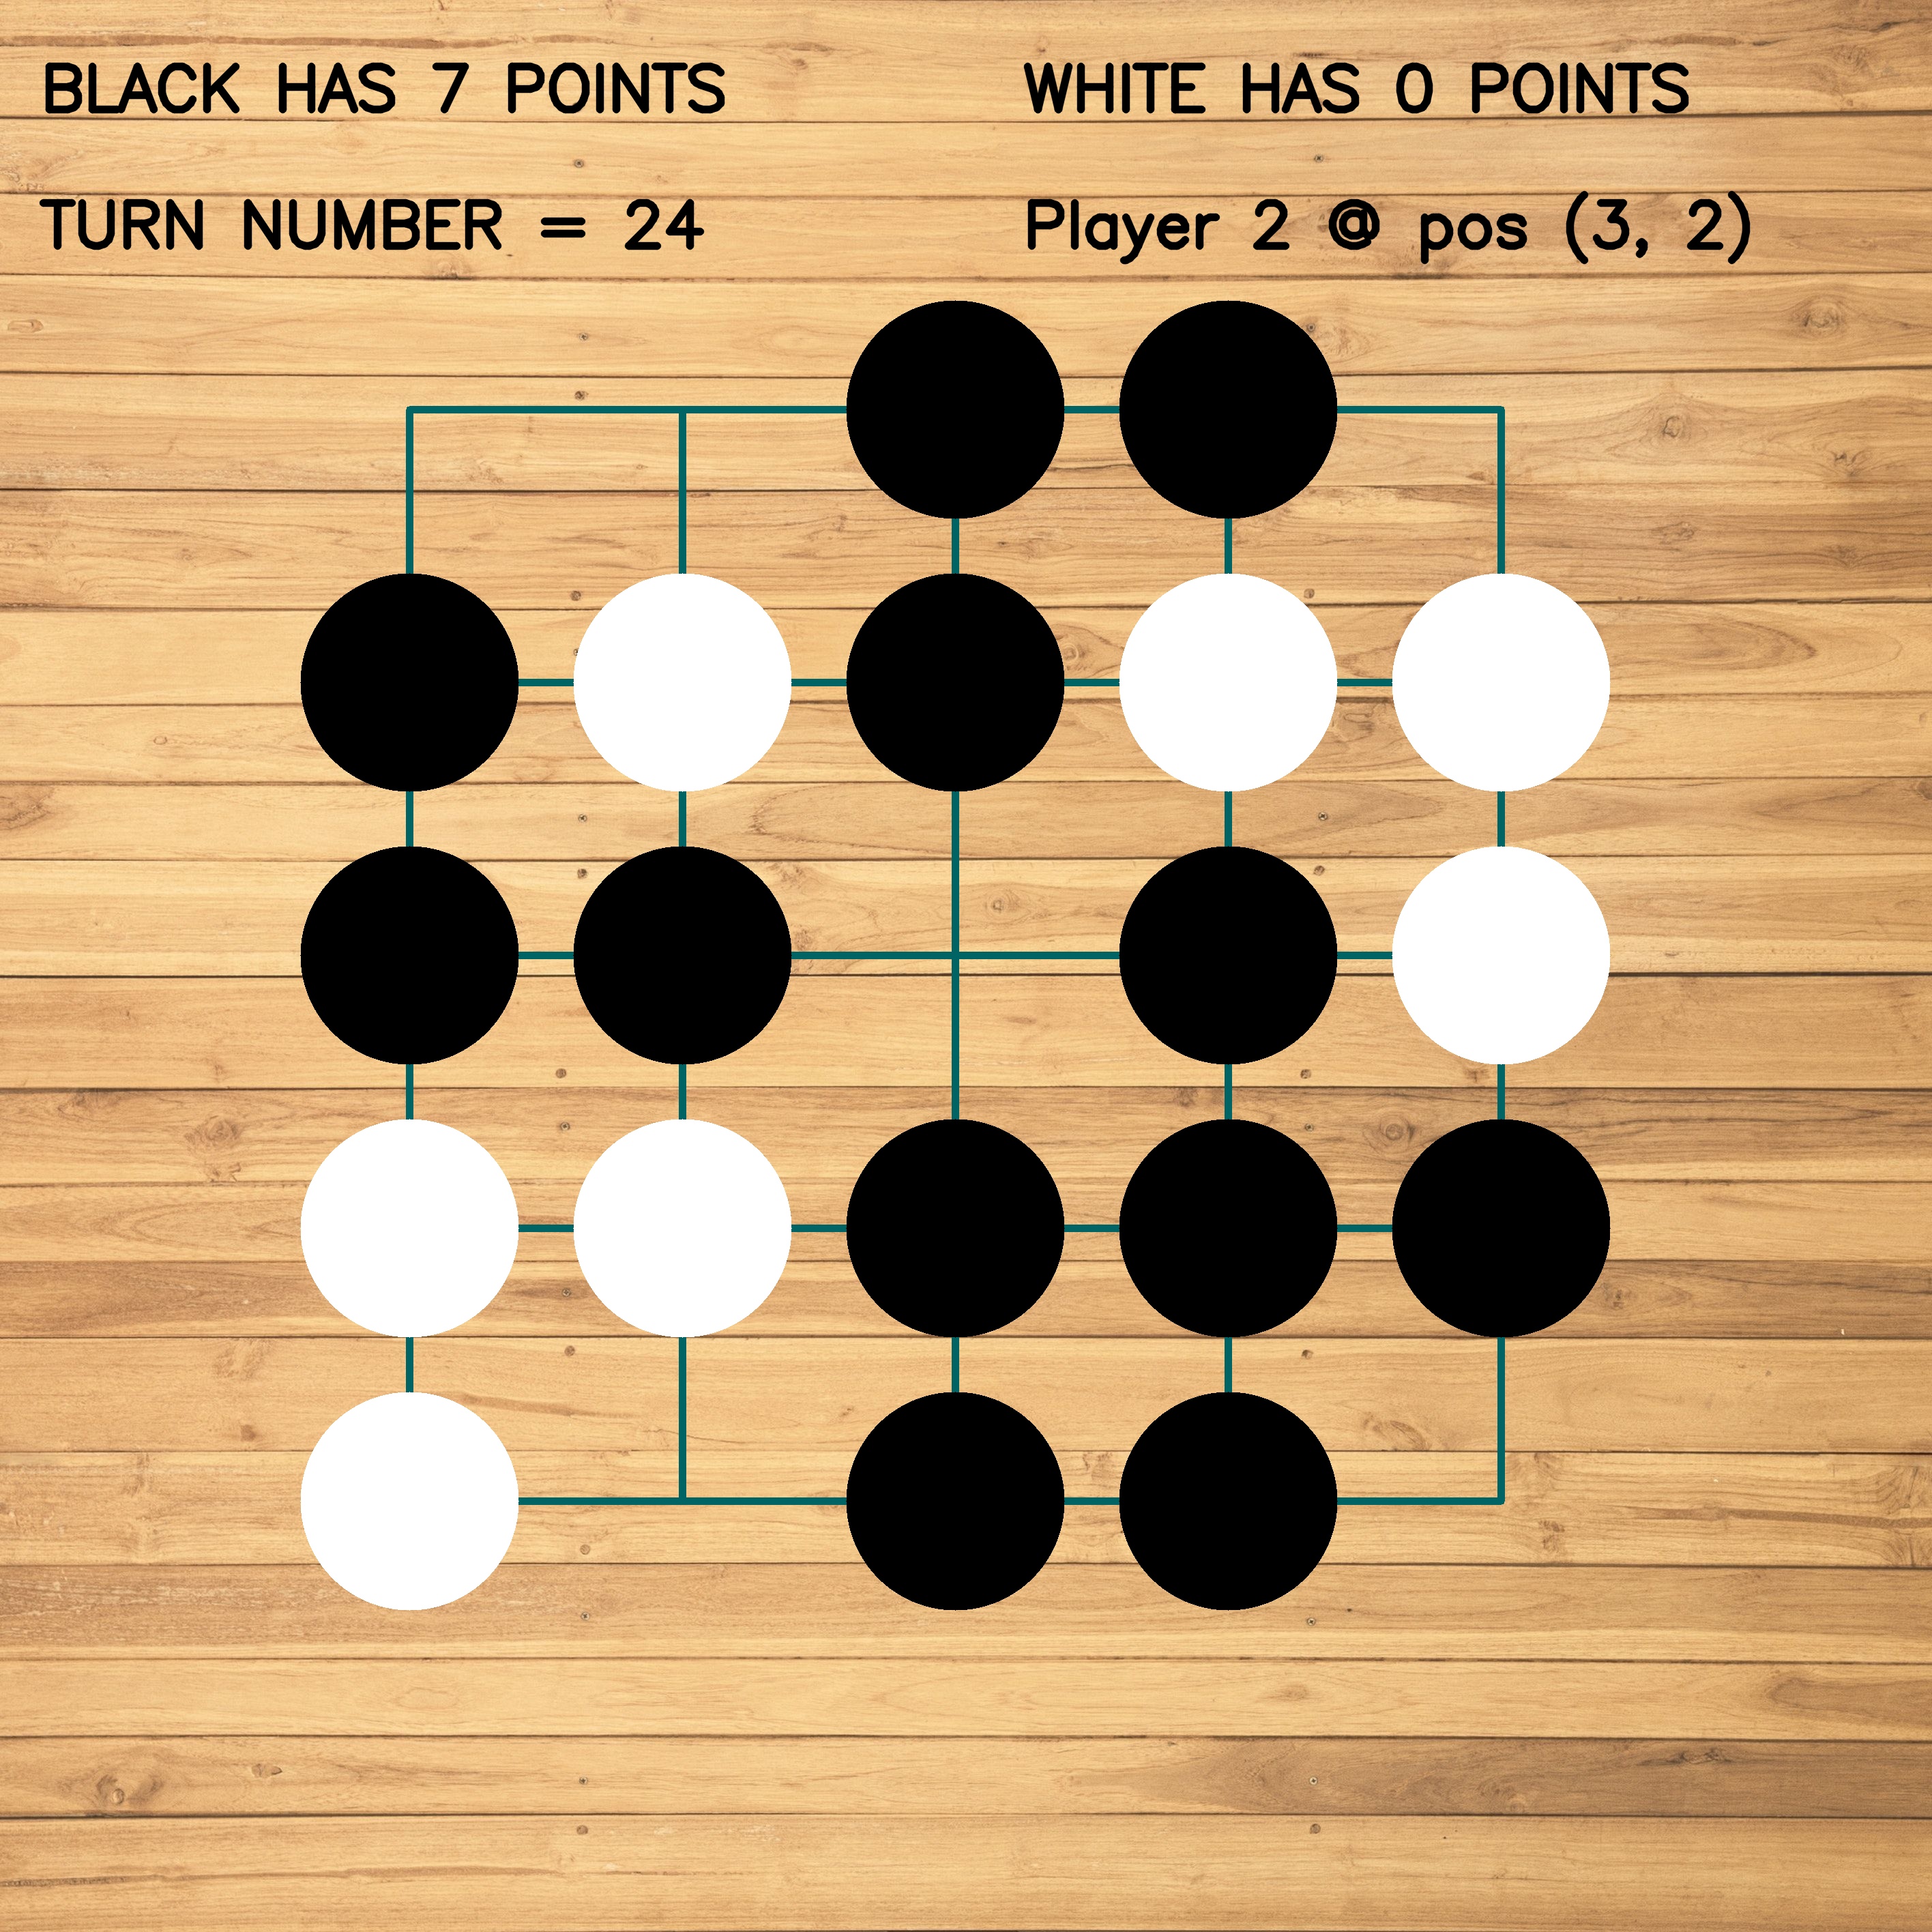 BLACK HAS 7 POINTS
WHITE HAS 0 POINTS
TURN NUMBER = 24
Player 2 @ pos (3, 2)